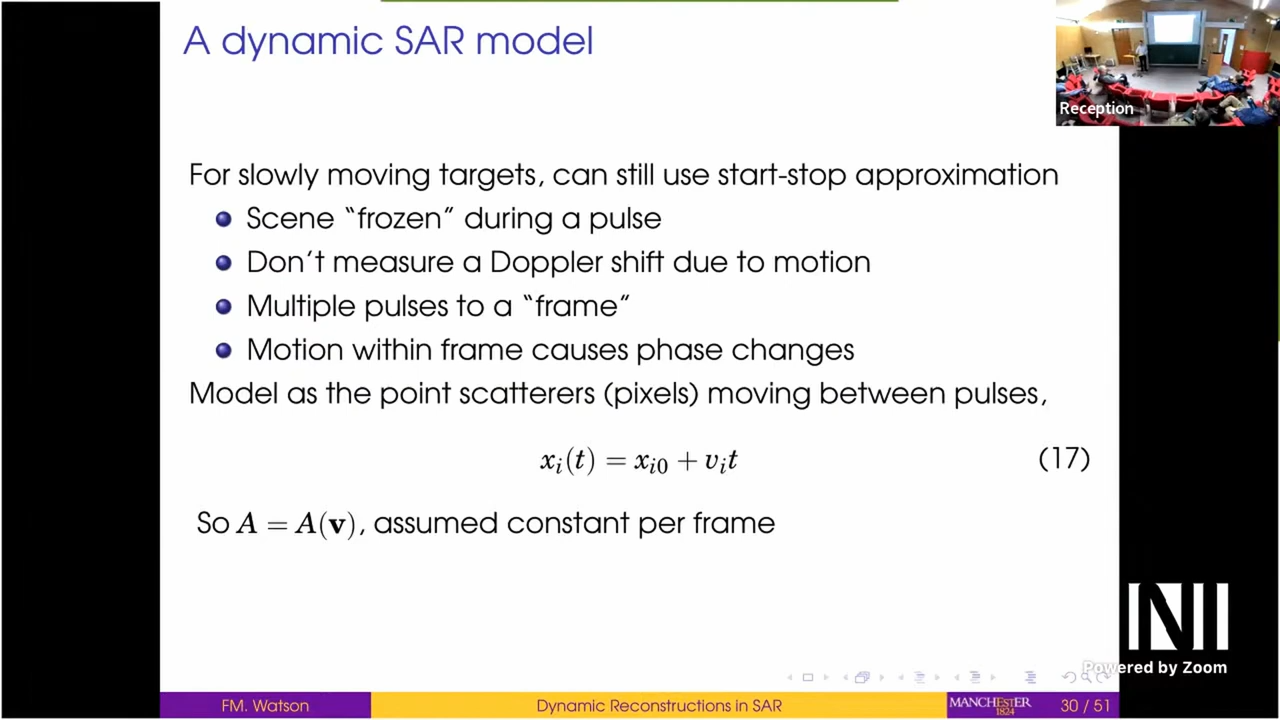 A dynamic SAR model
Reception
For slowly moving targets, can still use start-stop approximation
Scene “frozen” during a pulse
Don’t measure a Doppler shift due to motion
Multiple pulses to a “frame”
Motion within frame causes phase changes
Model as the point scatterers (pixels) moving between pulses,
xᵢ(t) = xᵢ₀ + vᵢt (17)
So A = A(v), assumed constant per frame
NI
Powered by Zoom
FM. Watson Dynamic Reconstructions in SAR MANCHESTER 1824 30 / 51